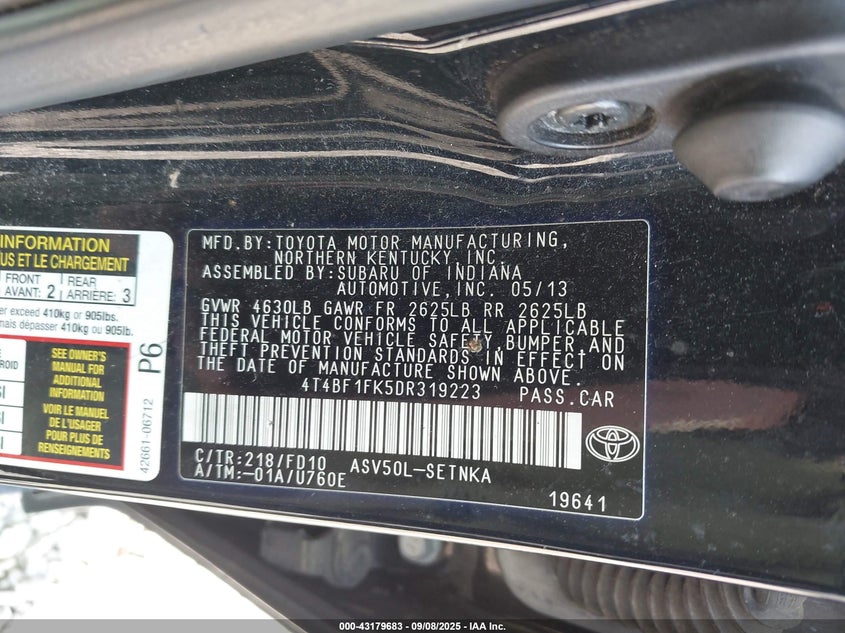 INFORMATION
US ET LE CHARGEMENT
FRONT
AVANT: 2
REAR
ARRIÈRE: 3
er exceed 410kg or 905lbs.
mais dépasser 410kg ou 905lb.
SEE OWNER'S
MANUAL FOR
ADDITIONAL
INFORMATION
VOIR LE MANUEL
DE L'USAGER
POUR PLUS DE
RENSEIGNEMENTS
P6
42661-06712
MFD.BY:TOYOTA MOTOR MANUFACTURING,
NORTHERN KENTUCKY,INC.
ASSEMBLED BY:SUBARU OF INDIANA
AUTOMOTIVE,INC. 05/13
GVWR 4630LB GAWR FR 2625LB RR 2625LB
THIS VEHICLE CONFORMS TO ALL APPLICABLE
FEDERAL MOTOR VEHICLE SAFETY,BUMPER,AND
THEFT PREVENTION STANDARDS IN EFFECT ON
THE DATE OF MANUFACTURE SHOWN ABOVE.
4T4BF1FK5DR319223 PASS.CAR
C/TR:218/FD10 ASV50L-SETNKA
A/TM:-01A/U760E
19641
000-43179683 - 09/08/2025 - IAA Inc.